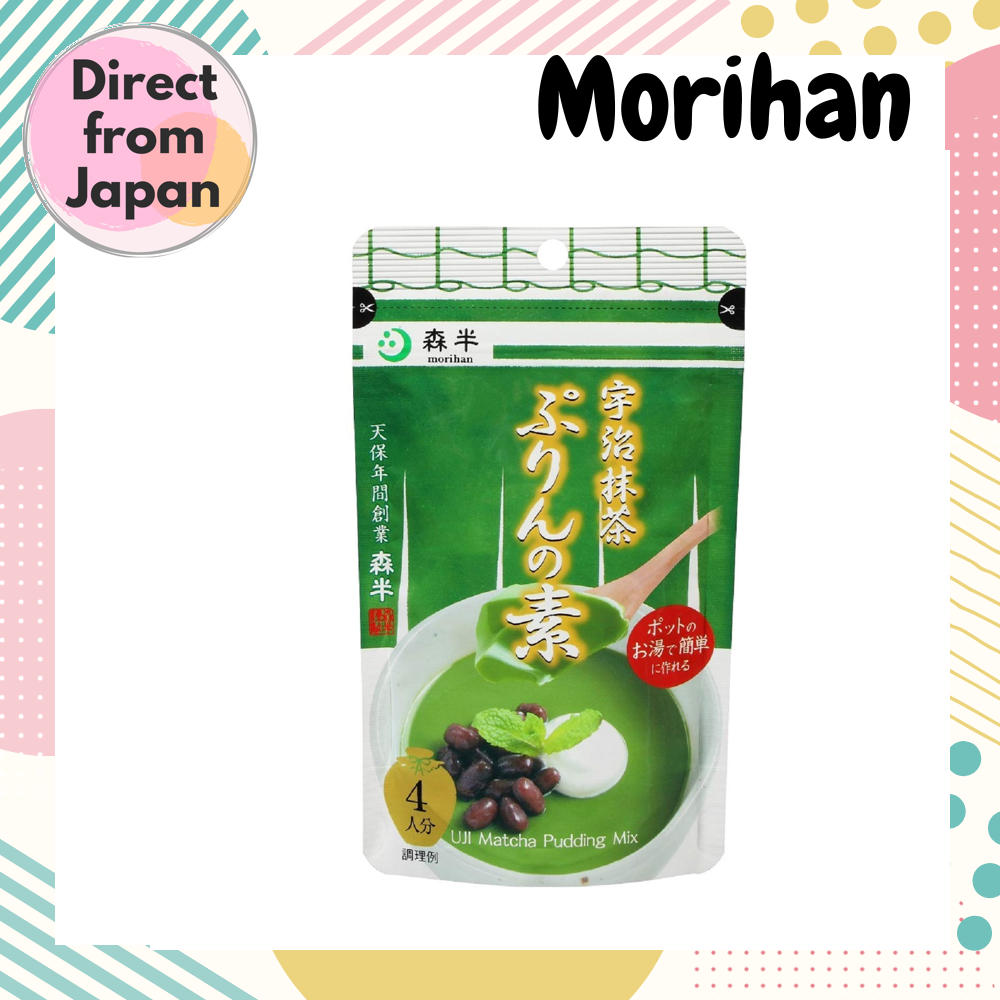 Direct
from
Japan
Morihan
森半
morihan
宇治抹茶
ぷりんの素
天保年間創業 森半
ポットの
お湯で簡単
に作れる
4
人分
UJI Matcha Pudding Mix
調理例